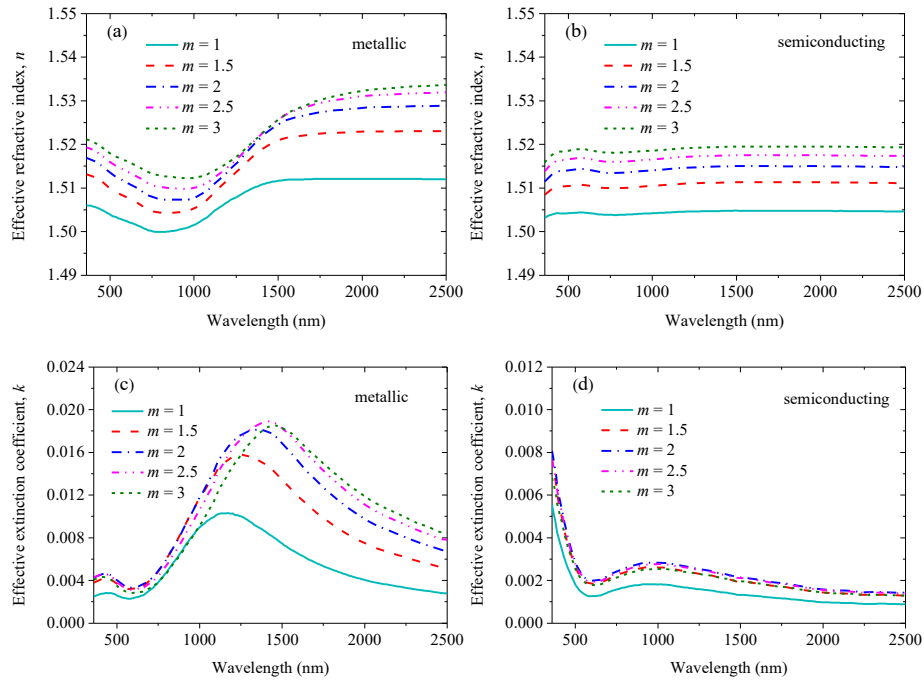 (a)
metallic
m = 1
m = 1.5
m = 2
m = 2.5
m = 3
1.55
1.54
1.53
1.52
1.51
1.50
1.49
500
1000
1500
2000
2500
Effective refractive index, n
Wavelength (nm)
(b)
semiconducting
m = 1
m = 1.5
m = 2
m = 2.5
m = 3
1.55
1.54
1.53
1.52
1.51
1.50
1.49
500
1000
1500
2000
2500
Effective refractive index, n
Wavelength (nm)
(c)
metallic
m = 1
m = 1.5
m = 2
m = 2.5
m = 3
0.024
0.020
0.016
0.012
0.008
0.004
0.000
500
1000
1500
2000
2500
Effective extinction coefficient, k
Wavelength (nm)
(d)
semiconducting
m = 1
m = 1.5
m = 2
m = 2.5
m = 3
0.012
0.010
0.008
0.006
0.004
0.002
0.000
500
1000
1500
2000
2500
Effective extinction coefficient, k
Wavelength (nm)